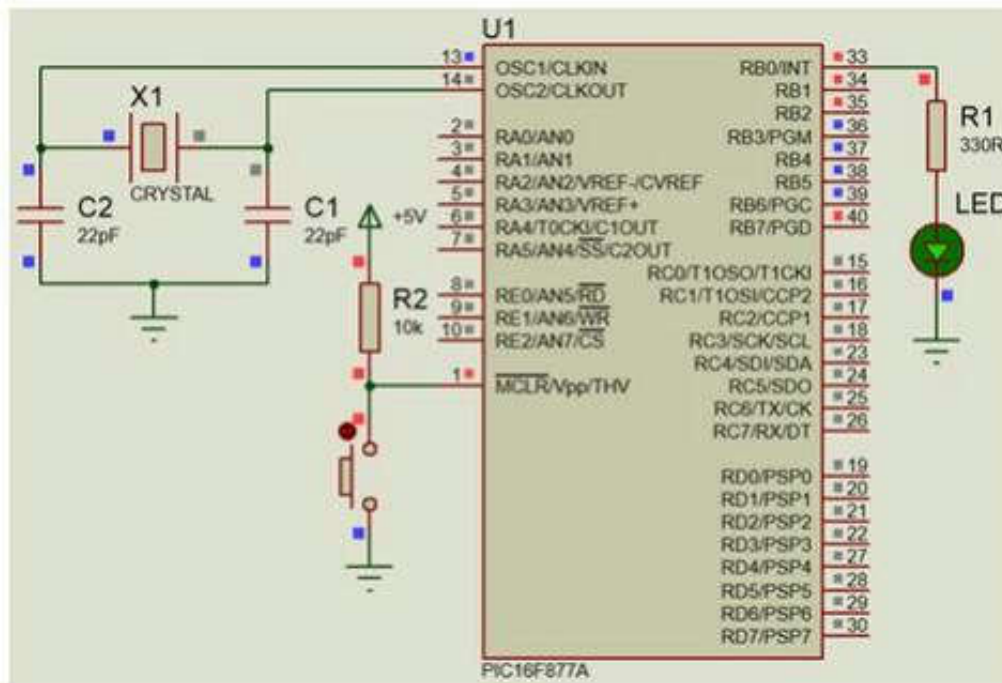 U1
13
OSC1/CLKIN
14
OSC2/CLKOUT
2
RA0/AN0
3
RA1/AN1
4
RA2/AN2/VREF-/CVREF
5
RA3/AN3/VREF+
6
RA4/T0CKI/C1OUT
7
RA5/AN4/SS/C2OUT
8
RE0/AN5/RD
9
RE1/AN6/WR
10
RE2/AN7/CS
1
MCLR/Vpp/THV
RB0/INT
33
RB1
34
RB2
35
RB3/PGM
36
RB4
37
RB5
38
RB6/PGC
39
RB7/PGD
40
RC0/T1OSO/T1CKI
15
RC1/T1OSI/CCP2
16
RC2/CCP1
17
RC3/SCK/SCL
18
RC4/SDI/SDA
23
RC5/SDO
24
RC6/TX/CK
25
RC7/RX/DT
26
RD0/PSP0
19
RD1/PSP1
20
RD2/PSP2
21
RD3/PSP3
22
RD4/PSP4
27
RD5/PSP5
28
RD6/PSP6
29
RD7/PSP7
30
PIC16F877A
X1
CRYSTAL
C2
22pF
C1
22pF
+5V
R2
10k
R1
330R
LED